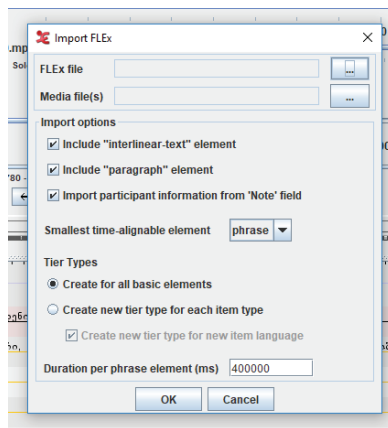 Import FLEx
FLEx file
...
Media file(s)
...
Import options
Include "interlinear-text" element
Include "paragraph" element
Import participant information from 'Note' field
Smallest time-alignable element phrase
Tier Types
Create for all basic elements
Create new tier type for each item type
Create new tier type for new item language
Duration per phrase element (ms) 400000
OK Cancel